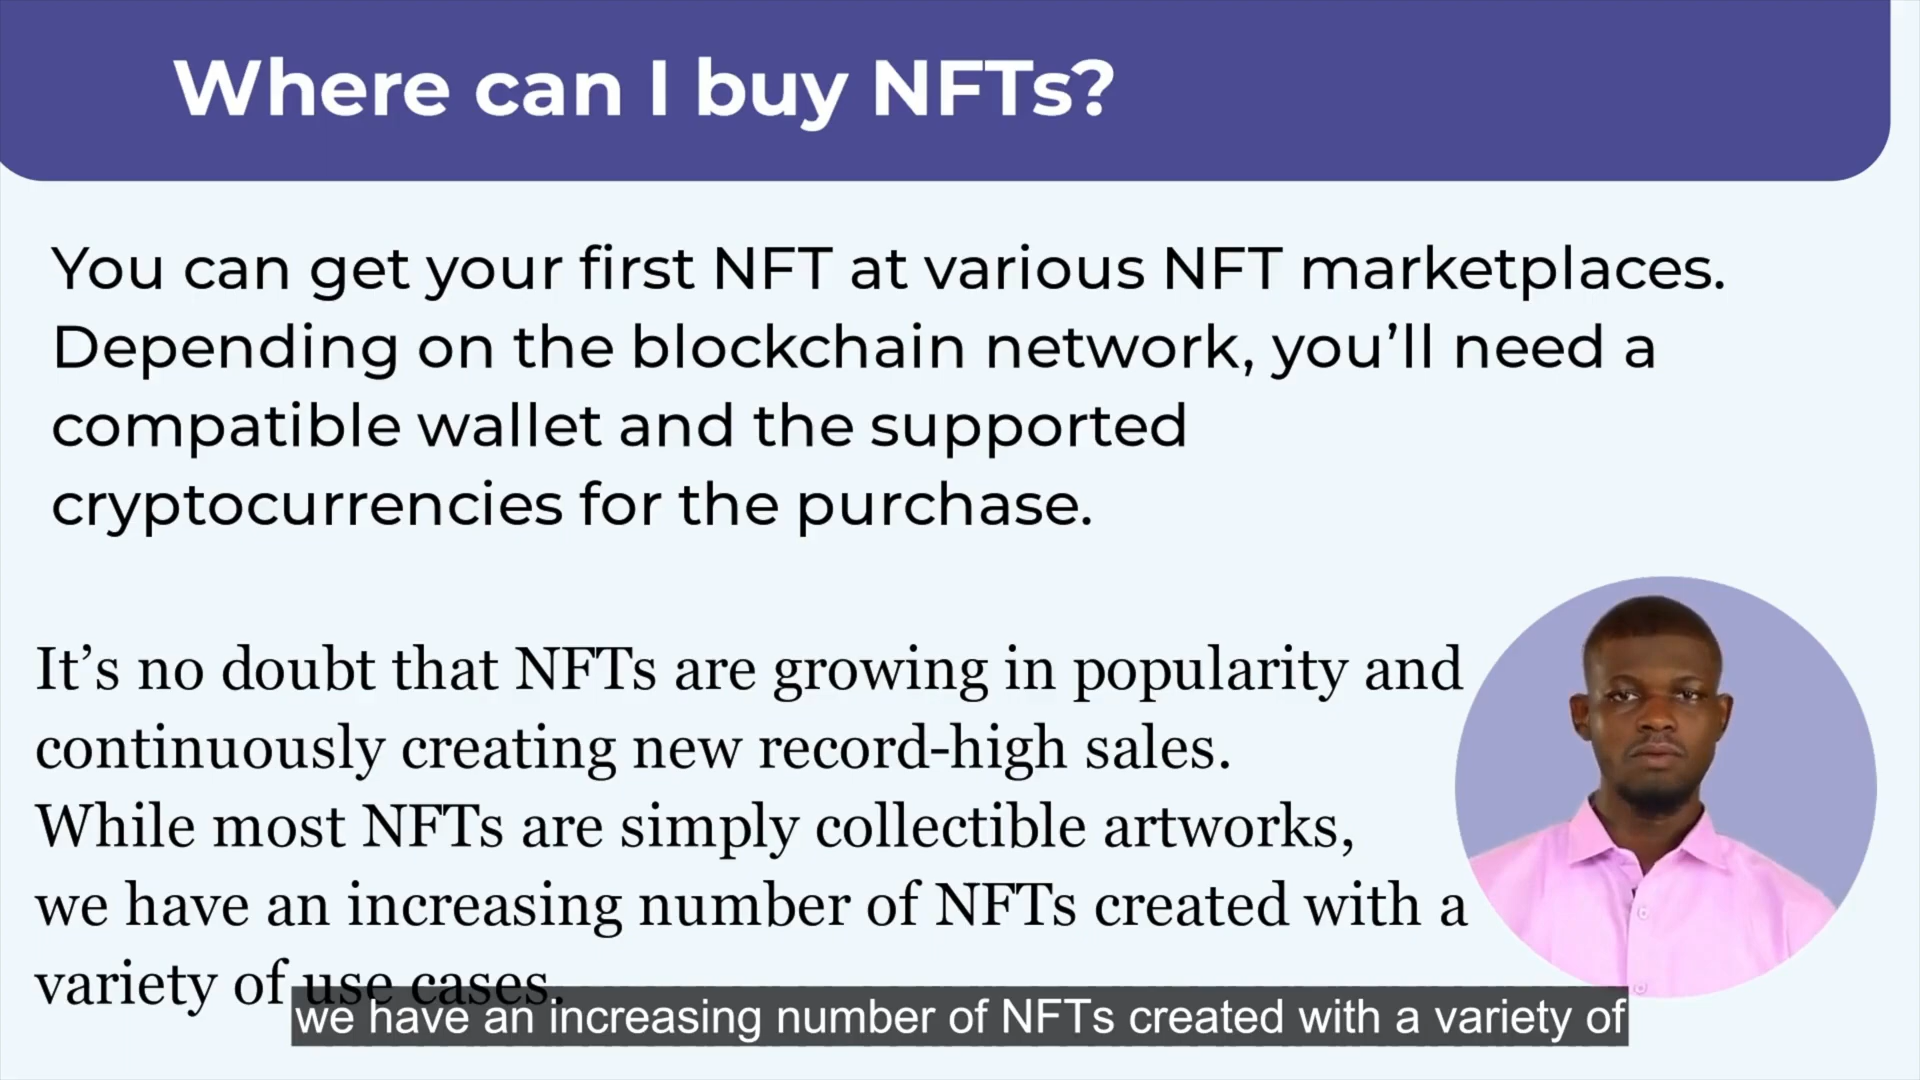 Where can I buy NFTs?
You can get your first NFT at various NFT marketplaces.
Depending on the blockchain network, you’ll need a
compatible wallet and the supported
cryptocurrencies for the purchase.
It’s no doubt that NFTs are growing in popularity and
continuously creating new record-high sales.
While most NFTs are simply collectible artworks,
we have an increasing number of NFTs created with a
variety of use cases.
we have an increasing number of NFTs created with a variety of